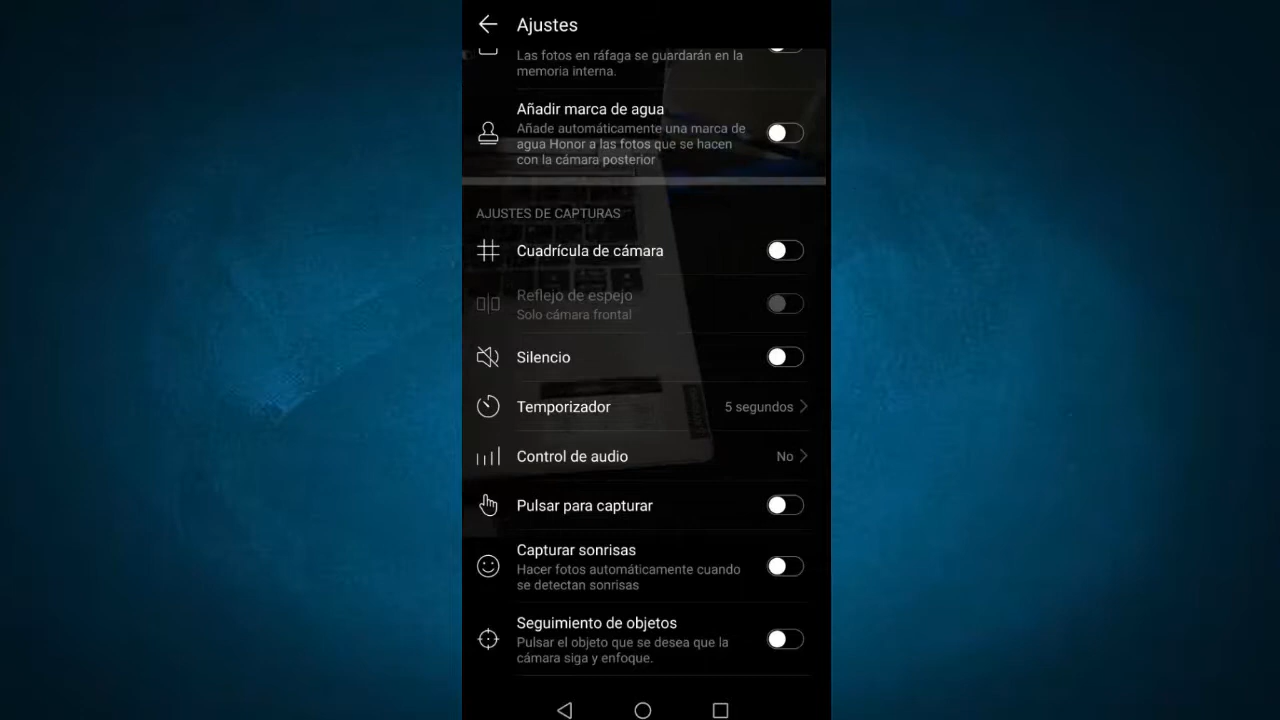 Ajustes
Las fotos en ráfaga se guardarán en la
memoria interna.
Añadir marca de agua
Añade automáticamente una marca de
agua Honor a las fotos que se hacen
con la cámara posterior
AJUSTES DE CAPTURAS
Cuadrícula de cámara
Reflejo de espejo
Solo cámara frontal
Silencio
Temporizador
5 segundos
Control de audio
No
Pulsar para capturar
Capturar sonrisas
Hacer fotos automáticamente cuando
se detectan sonrisas
Seguimiento de objetos
Pulsar el objeto que se desea que la
cámara siga y enfoque.